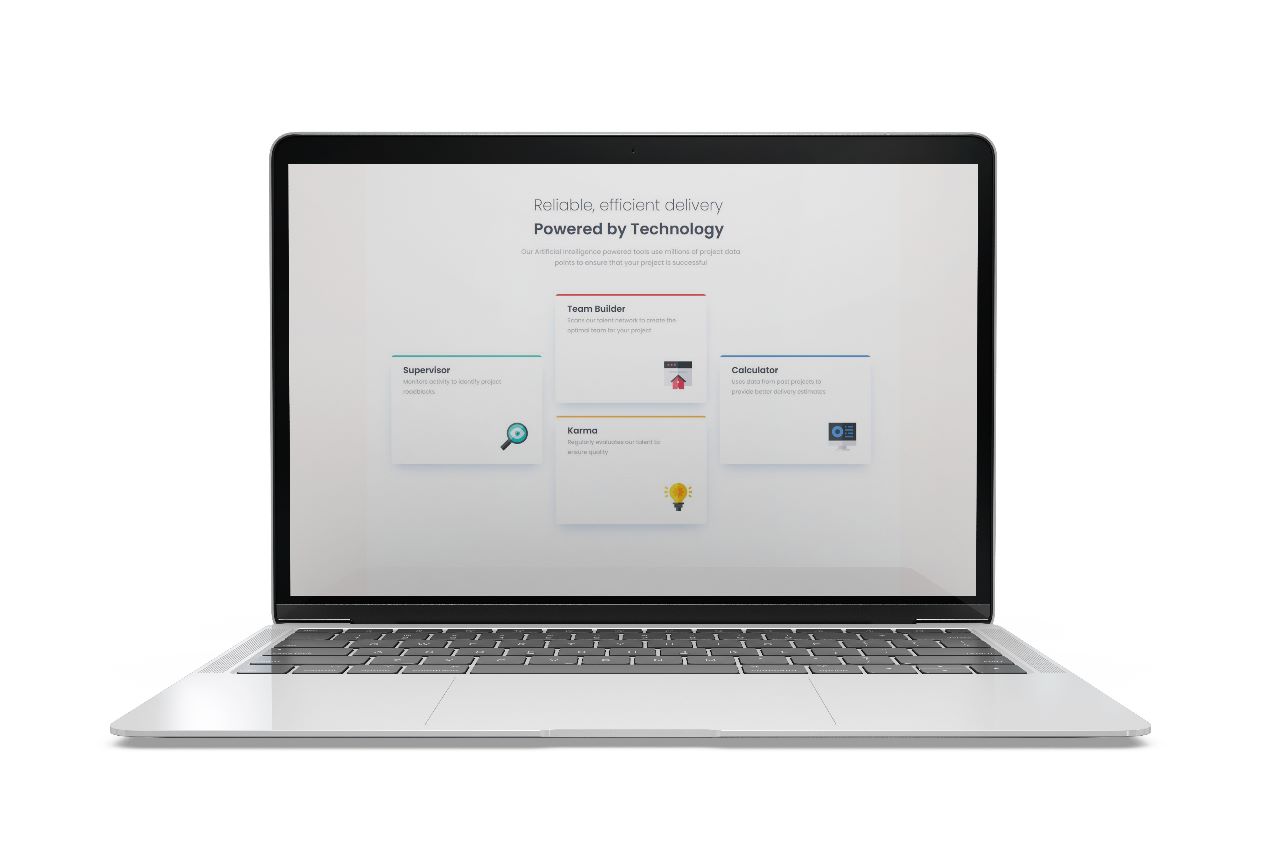 Reliable, efficient delivery
Powered by Technology
Our Artificial Intelligence powered tools use millions of project data
points to ensure that your project is successful
Team Builder
Scans our talent network to create the
optimal team for your project
Supervisor
Monitors activity to identify project
roadblocks
Calculator
Uses data from past projects to
provide better delivery estimates
Karma
Regularly evaluates our talent to
ensure quality